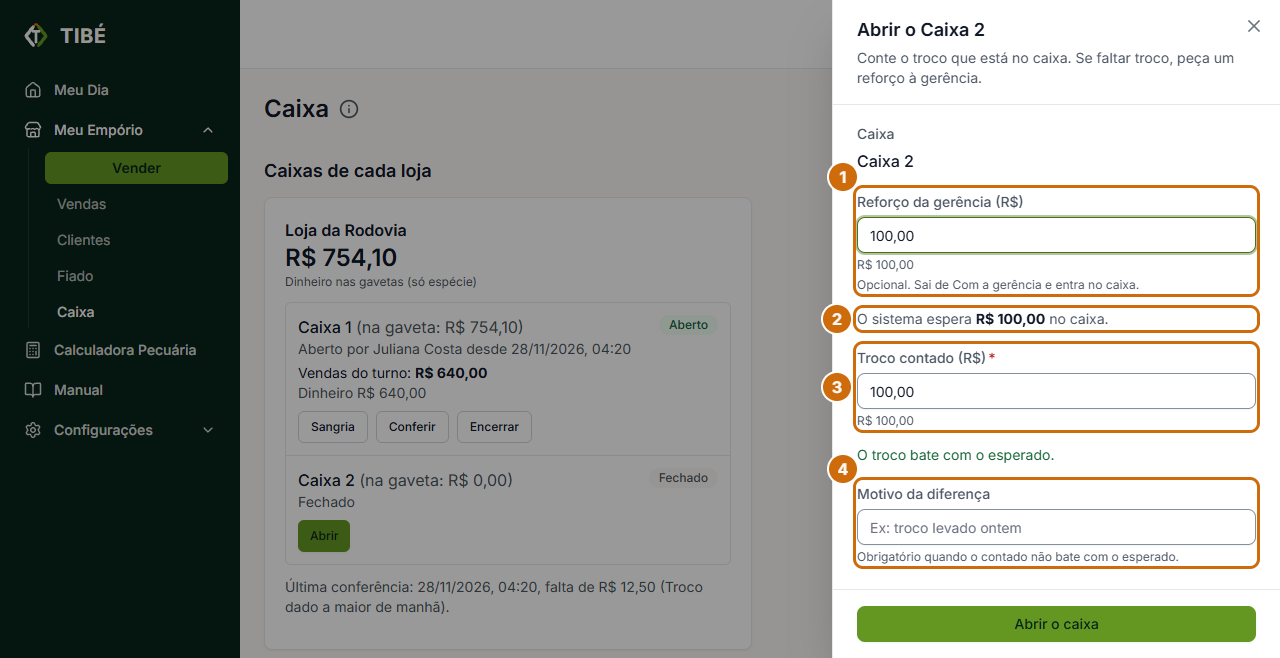 TIBÉ
Meu Dia
Meu Empório
Vender
Vendas
Clientes
Fiado
Caixa
Calculadora Pecuária
Manual
Configurações
Caixa
Caixas de cada loja
Loja da Rodovia
R$ 754,10
Dinheiro nas gavetas (só espécie)
Caixa 1 (na gaveta: R$ 754,10)
Aberto
Aberto por Juliana Costa desde 28/11/2026, 04:20
Vendas do turno: R$ 640,00
Dinheiro R$ 640,00
Sangria Conferir Encerrar
Caixa 2 (na gaveta: R$ 0,00)
Fechado
Fechado
Abrir
Última conferência: 28/11/2026, 04:20, falta de R$ 12,50 (Troco
dado a maior de manhã).
Abrir o Caixa 2
Conte o troco que está no caixa. Se faltar troco, peça um
reforço à gerência.
Caixa
Caixa 2
1
Reforço da gerência (R$)
100,00
R$ 100,00
Opcional. Sai de Com a gerência e entra no caixa.
2
O sistema espera R$ 100,00 no caixa.
3
Troco contado (R$) *
100,00
R$ 100,00
O troco bate com o esperado.
4
Motivo da diferença
Ex: troco levado ontem
Obrigatório quando o contado não bate com o esperado.
Abrir o caixa